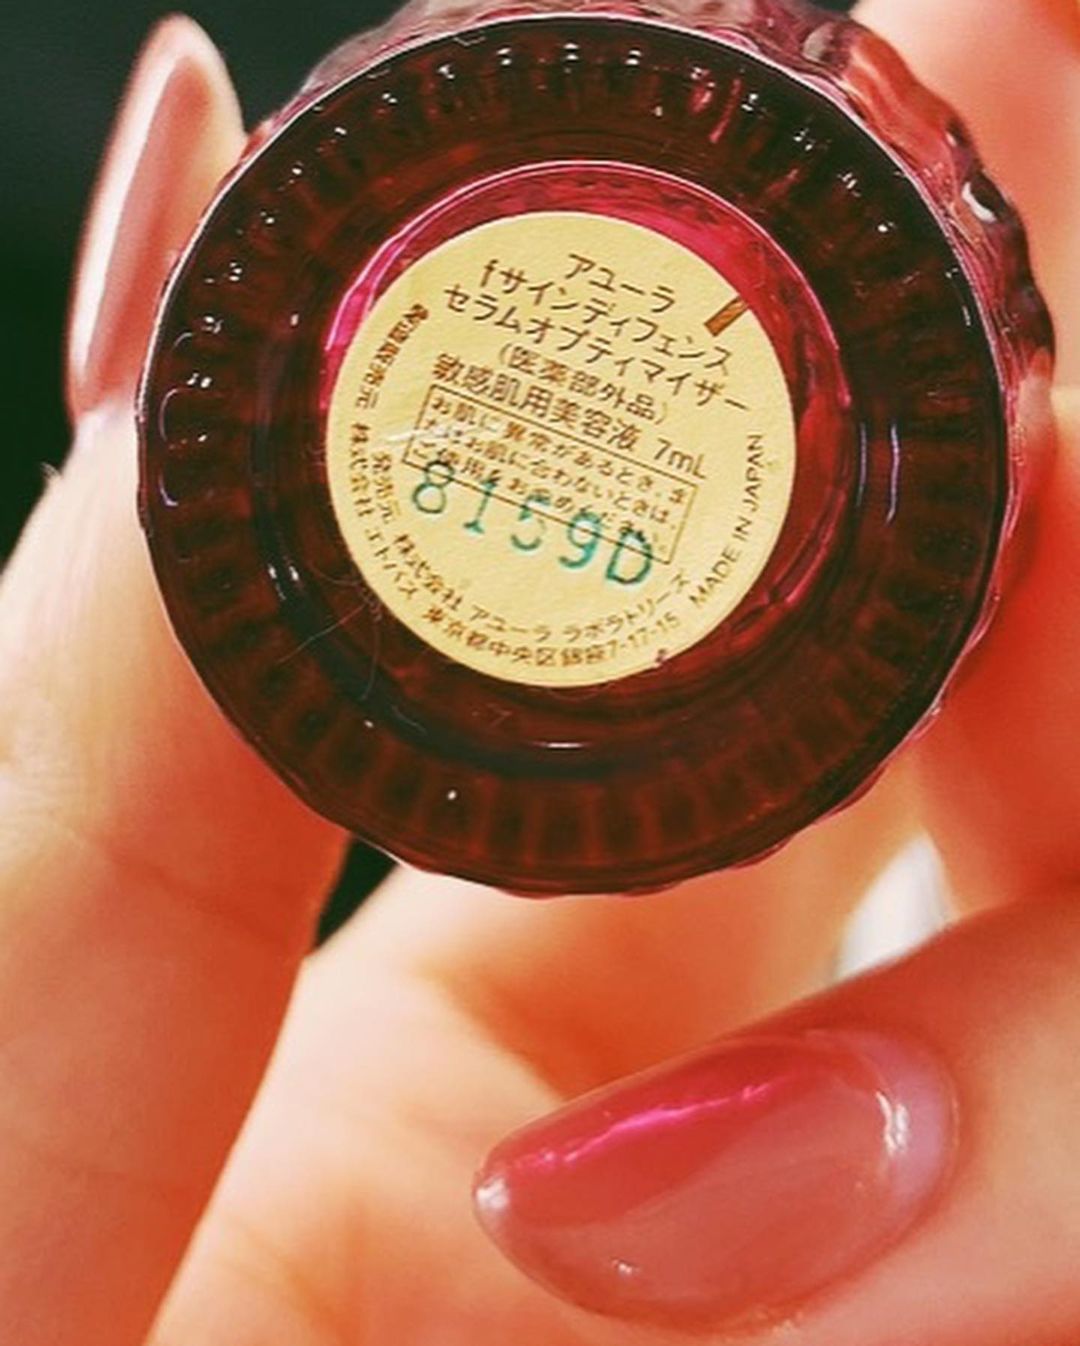 アユーラ
fサインディフェンス
セラムオプティマイザー
(医薬部外品)
敏感肌用美容液 7mL
お肌に異常があるとき、ま
たはお肌に合わないときは、
ご使用をおやめください。
8159D
製造販売元 株式会社 エトバス
発売元 株式会社 アユーラ ラボラトリーズ
東京都中央区銀座7-17-15
MADE IN JAPAN